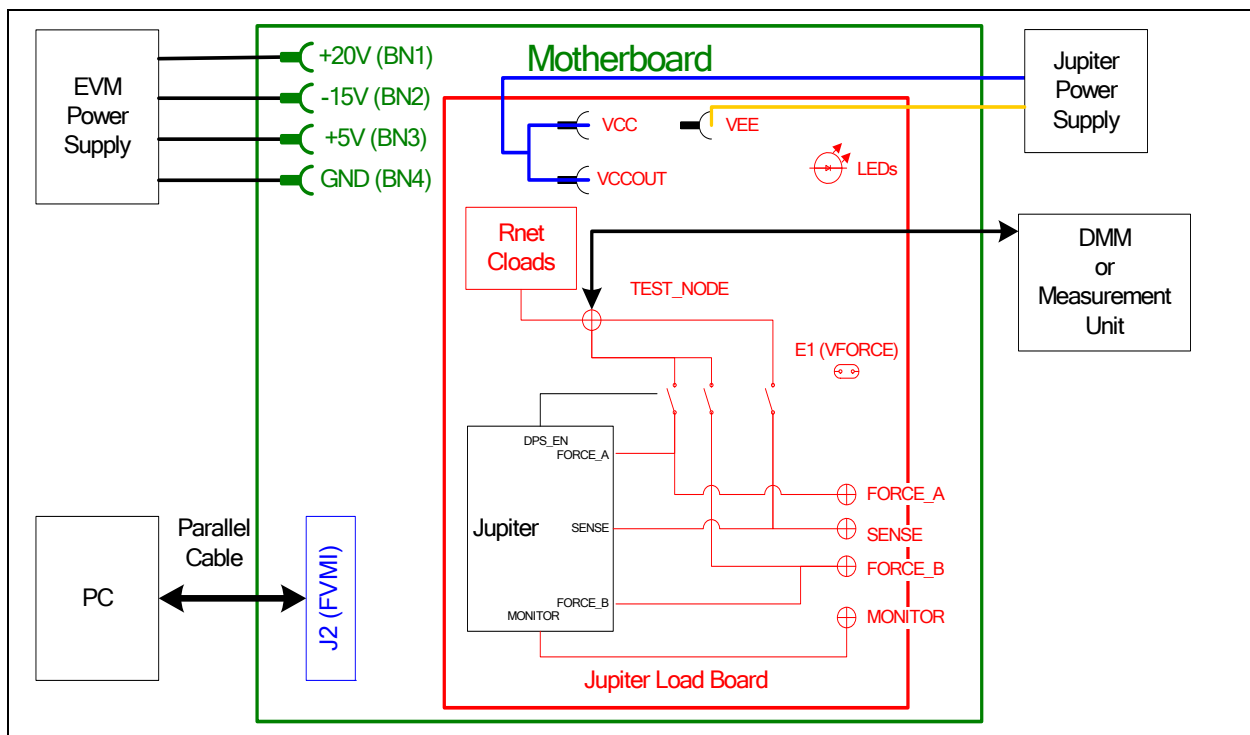 EVM
Power
Supply
+20V (BN1)
-15V (BN2)
+5V (BN3)
GND (BN4)
Motherboard
Jupiter
Power
Supply
VCC
VEE
VCCOUT
LEDs
Rnet
Cloads
TEST_NODE
DMM
or
Measurement
Unit
E1 (VFORCE)
DPS_EN
FORCE_A
Jupiter
SENSE
FORCE_B
MONITOR
FORCE_A
SENSE
FORCE_B
MONITOR
Jupiter Load Board
PC
Parallel
Cable
J2 (FVMI)